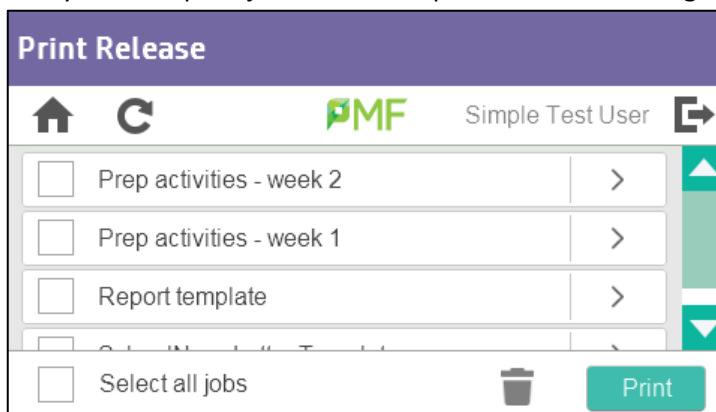 Print Release
MF Simple Test User
Prep activities - week 2
Prep activities - week 1
Report template
Select all jobs
Print